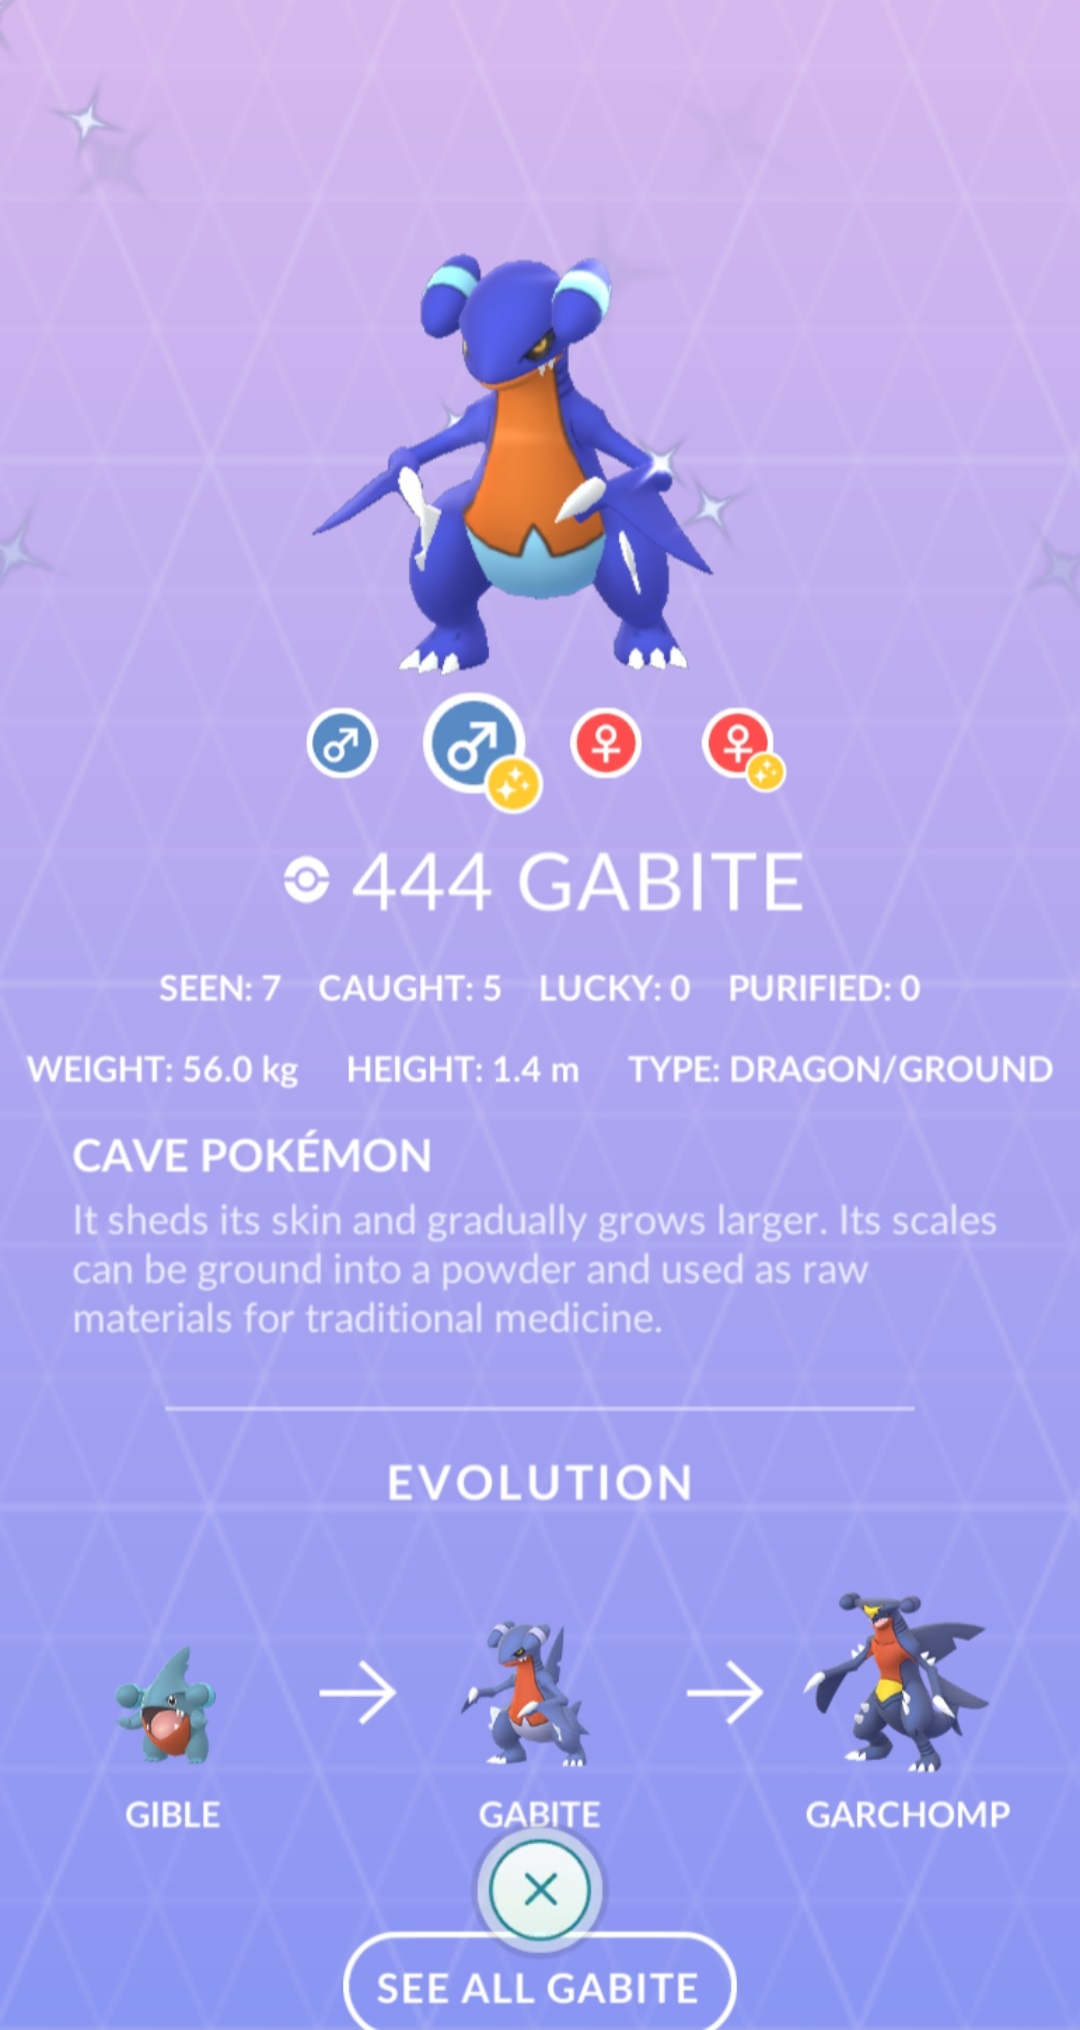 444 GABITE
SEEN: 7 CAUGHT: 5 LUCKY: 0 PURIFIED: 0
WEIGHT: 56.0 kg HEIGHT: 1.4 m TYPE: DRAGON/GROUND
CAVE POKÉMON
It sheds its skin and gradually grows larger. Its scales
can be ground into a powder and used as raw
materials for traditional medicine.
EVOLUTION
GIBLE GABITE GARCHOMP
SEE ALL GABITE